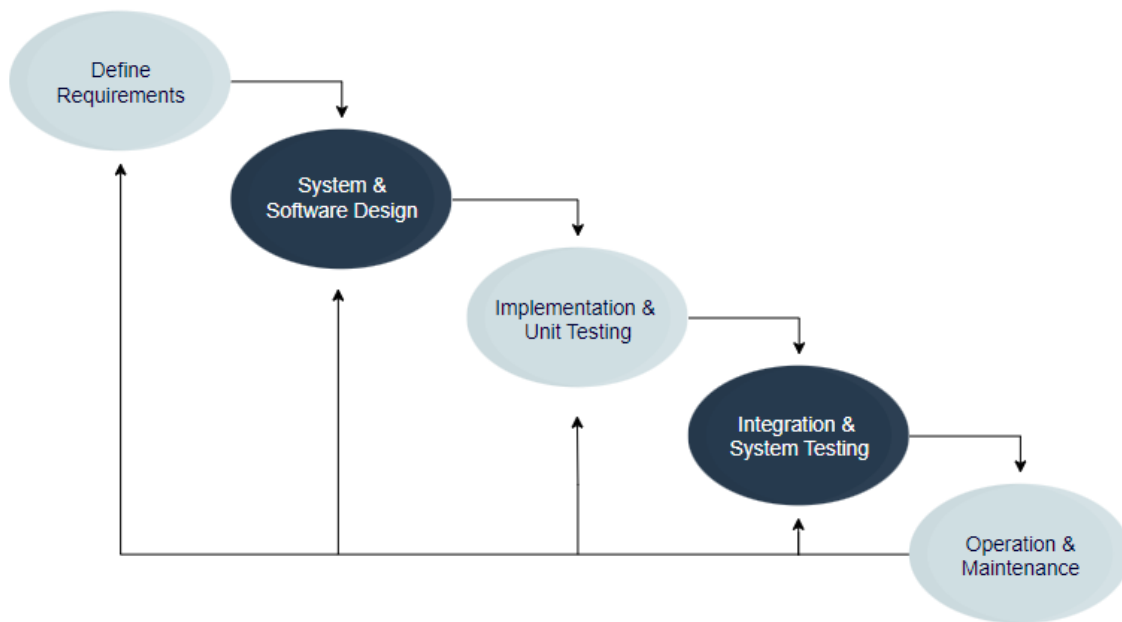 Define
Requirements
System &
Software Design
Implementation &
Unit Testing
Integration &
System Testing
Operation &
Maintenance